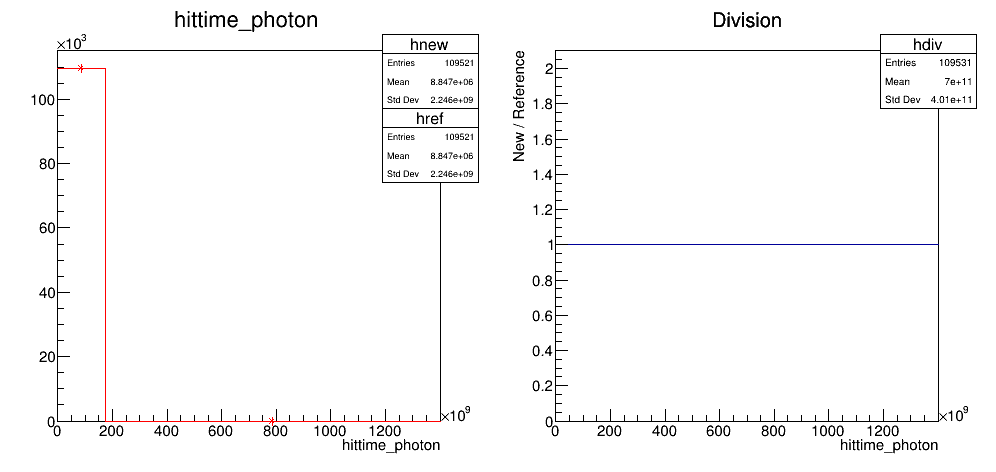 hittime_photon
×10³
hnew
Entries 109521
Mean 8.847e+06
Std Dev 2.246e+09
href
Entries 109521
Mean 8.847e+06
Std Dev 2.246e+09
100
80
60
40
20
0
0 200 400 600 800 1000 1200
×10⁹
hittime_photon
Division
hdiv
Entries 109531
Mean 7e+11
Std Dev 4.01e+11
New / Reference
2
1.8
1.6
1.4
1.2
1
0.8
0.6
0.4
0.2
0
0 200 400 600 800 1000 1200
×10⁹
hittime_photon